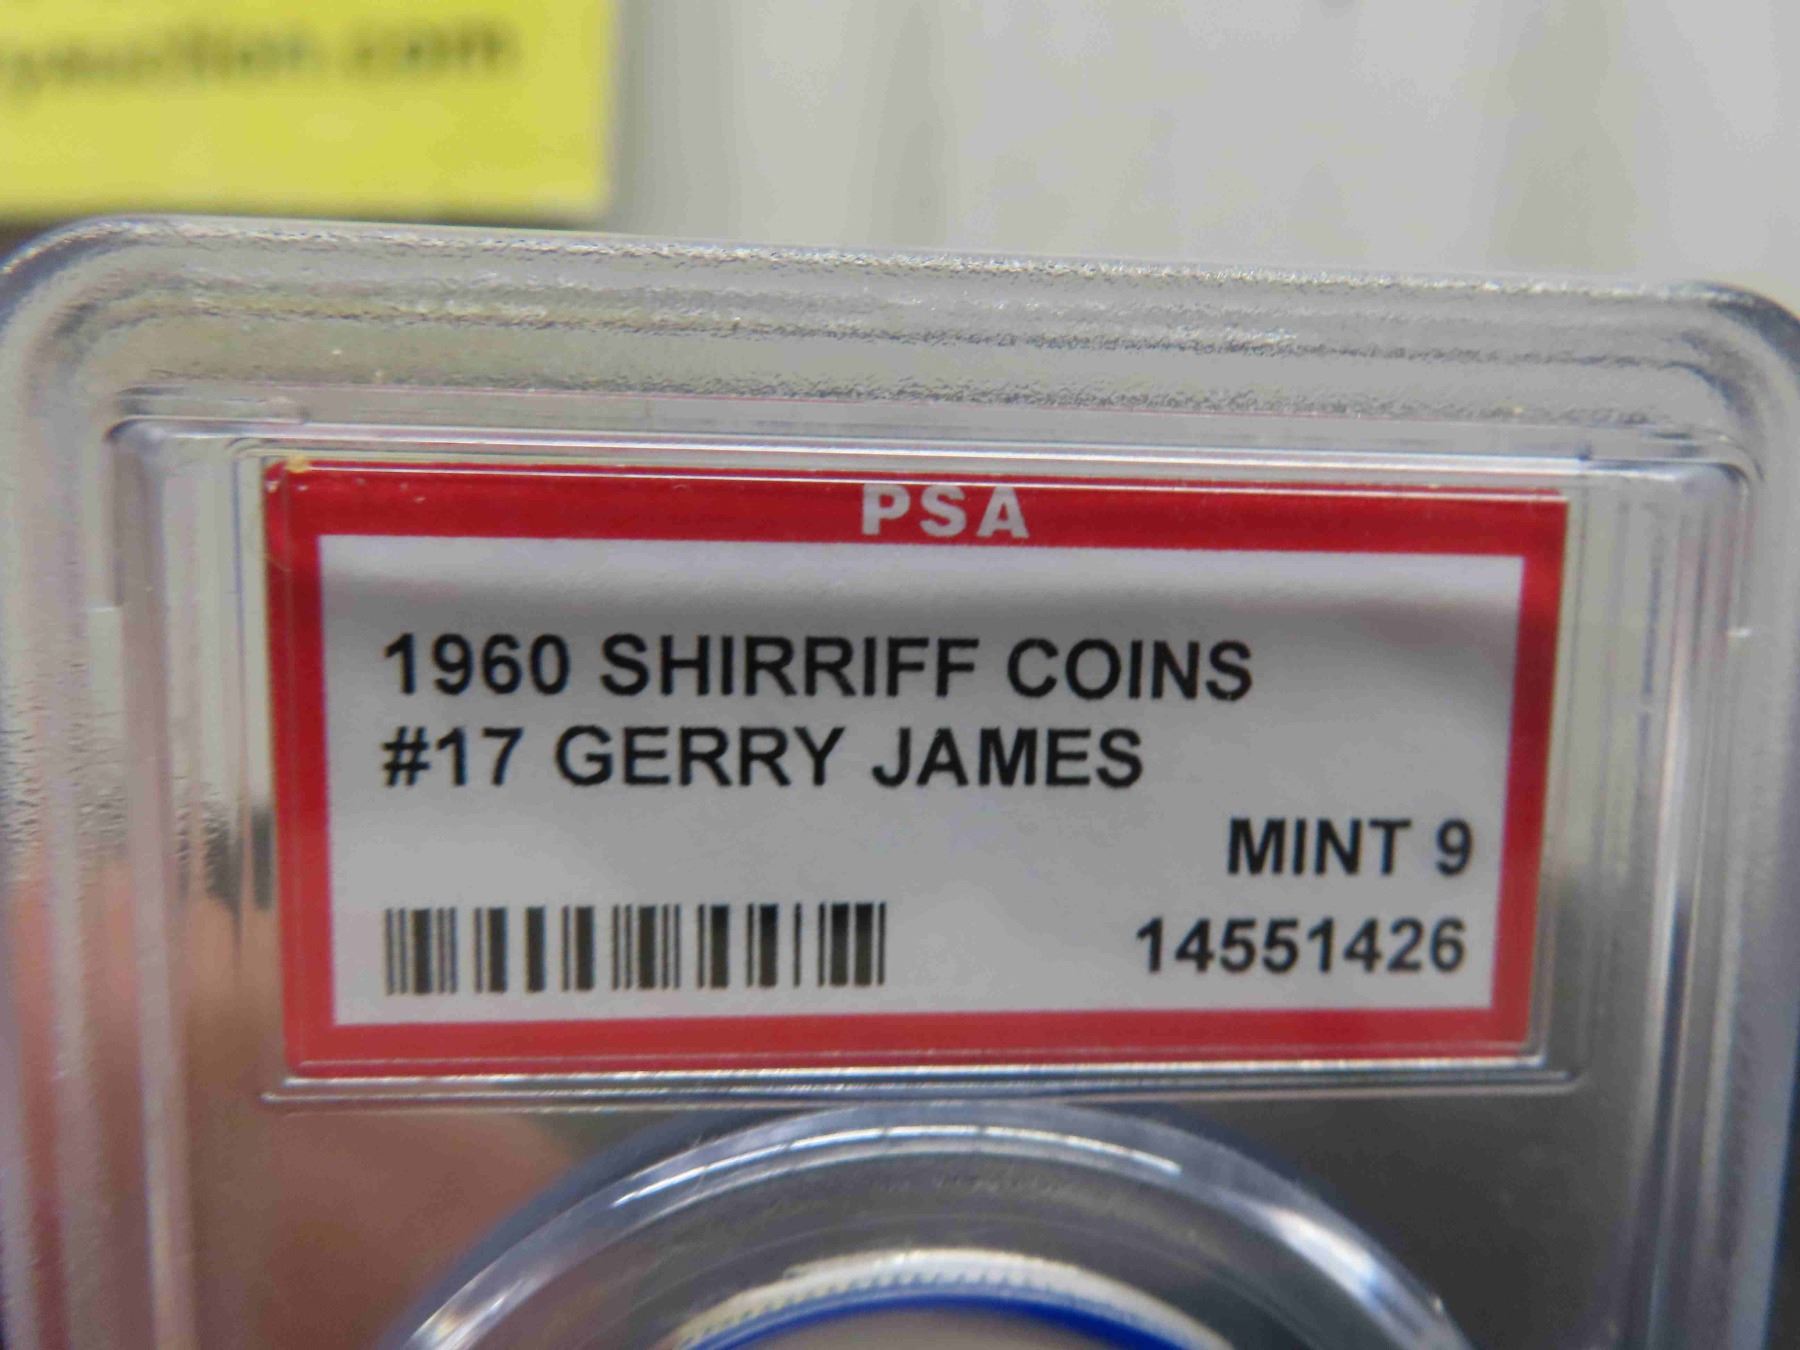 PSA
1960 SHIRRIFF COINS
#17 GERRY JAMES
MINT 9
14551426